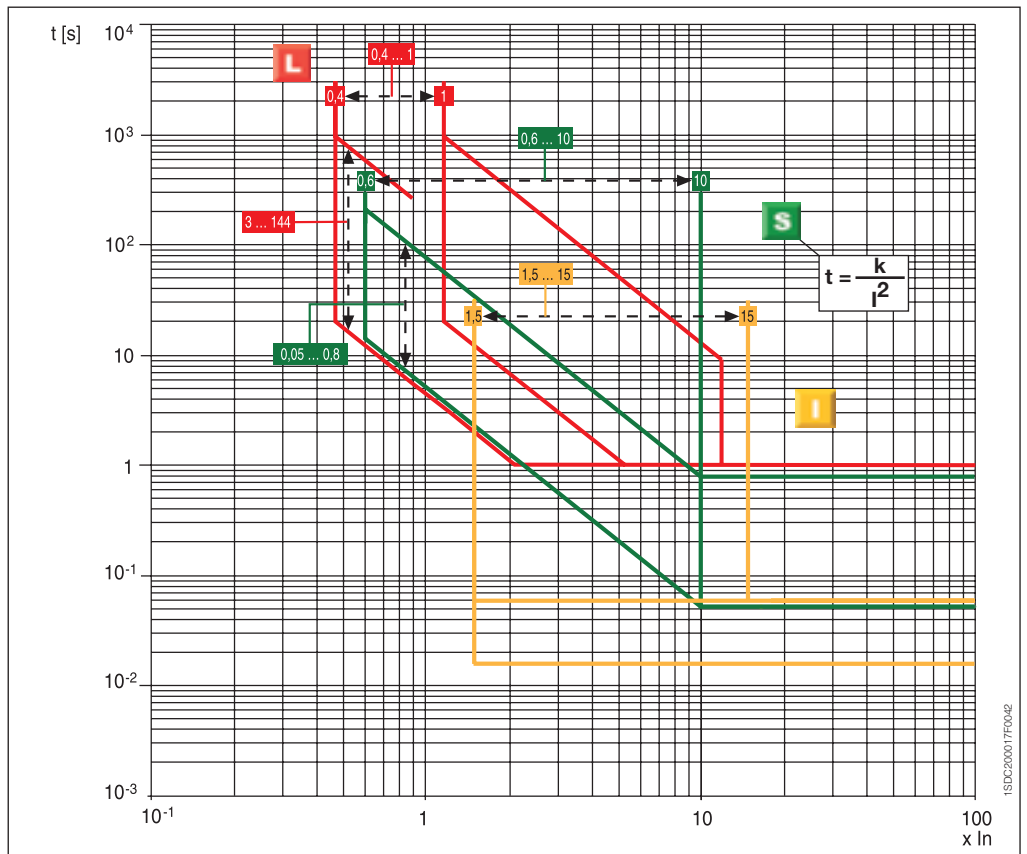 t [s]
10⁴
L
0,4 ... 1
0,4
1
10³
0,6 ... 10
0,6
10
3 ... 144
S
10²
t = k / I²
1,5 ... 15
1,5
15
0,05 ... 0,8
10
I
1
10⁻¹
10⁻²
10⁻³
10⁻¹
1
10
100
x In
1SDC200017F0042